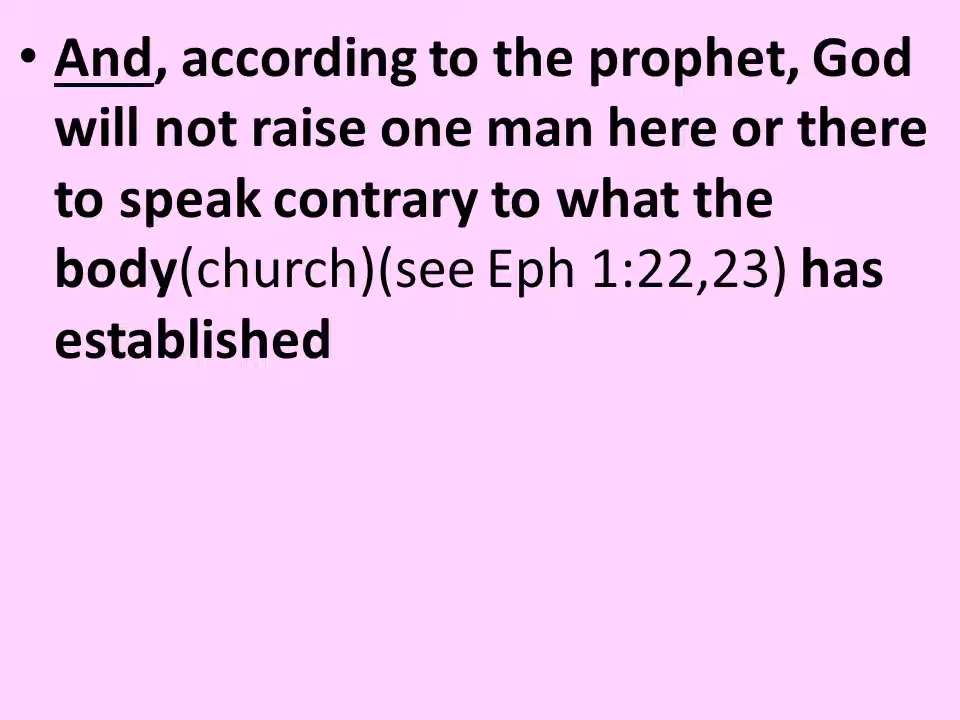 • And, according to the prophet, God
will not raise one man here or there
to speak contrary to what the
body(church)(see Eph 1:22,23) has
established